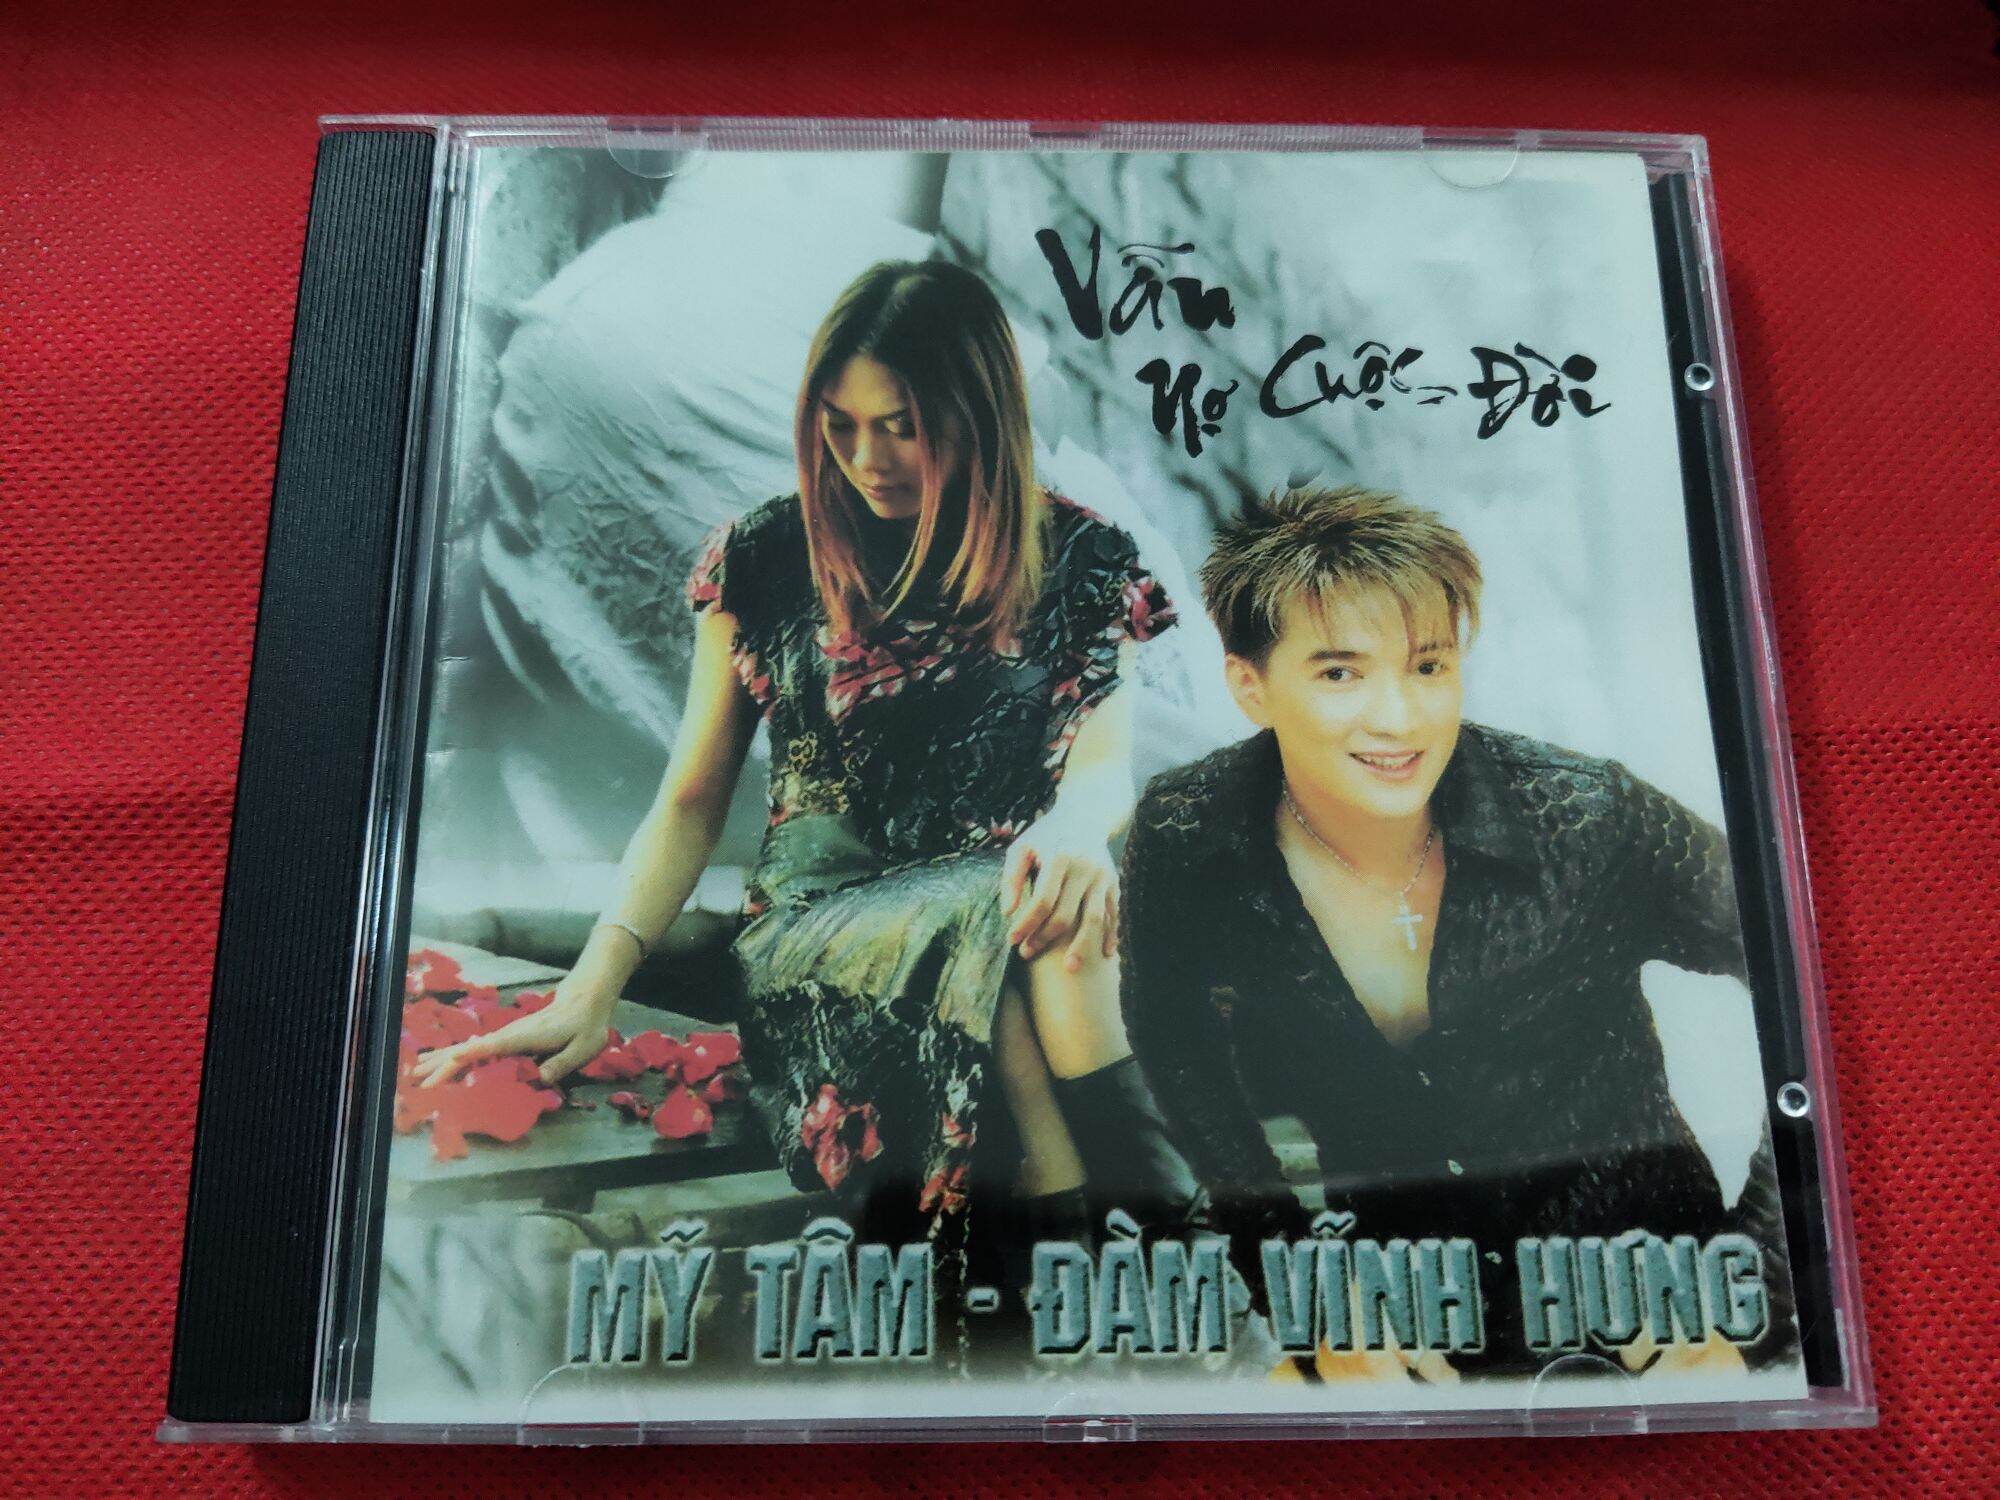 Vẫn
Nợ Cuộc Đời
MỸ TÂM - ĐÀM VĨNH HƯNG